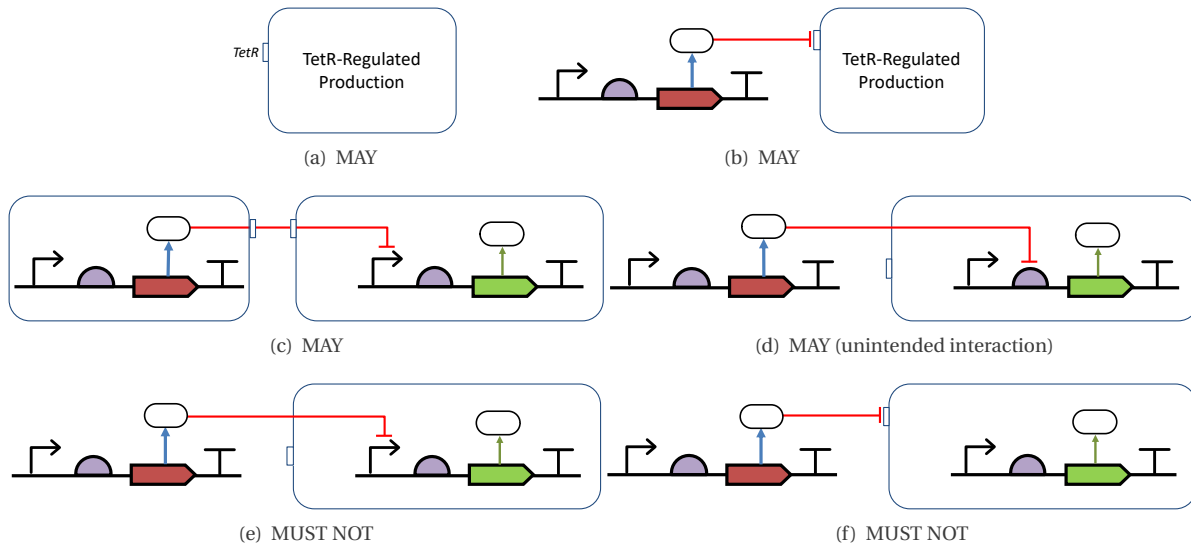 TetR
TetR-Regulated
Production
TetR-Regulated
Production
(a) MAY
(b) MAY
(c) MAY
(d) MAY (unintended interaction)
(e) MUST NOT
(f) MUST NOT